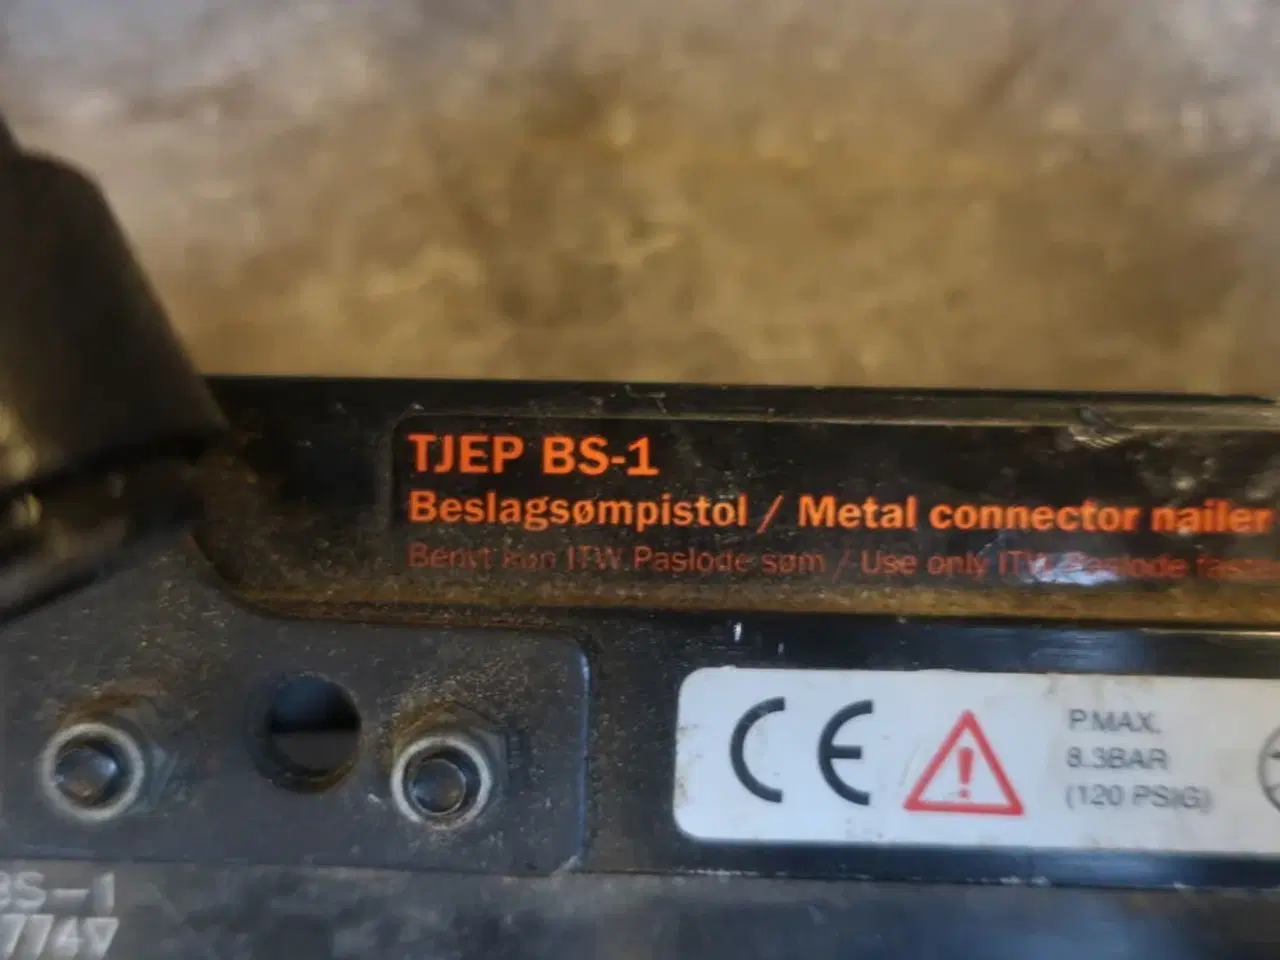 TJEP BS-1
Beslagsømpistol / Metal connector nailer
Benyt kun ITW Paslode søm / Use only ITW Paslode
CE
P.MAX.
8.3BAR
(120 PSIG)
BS-1